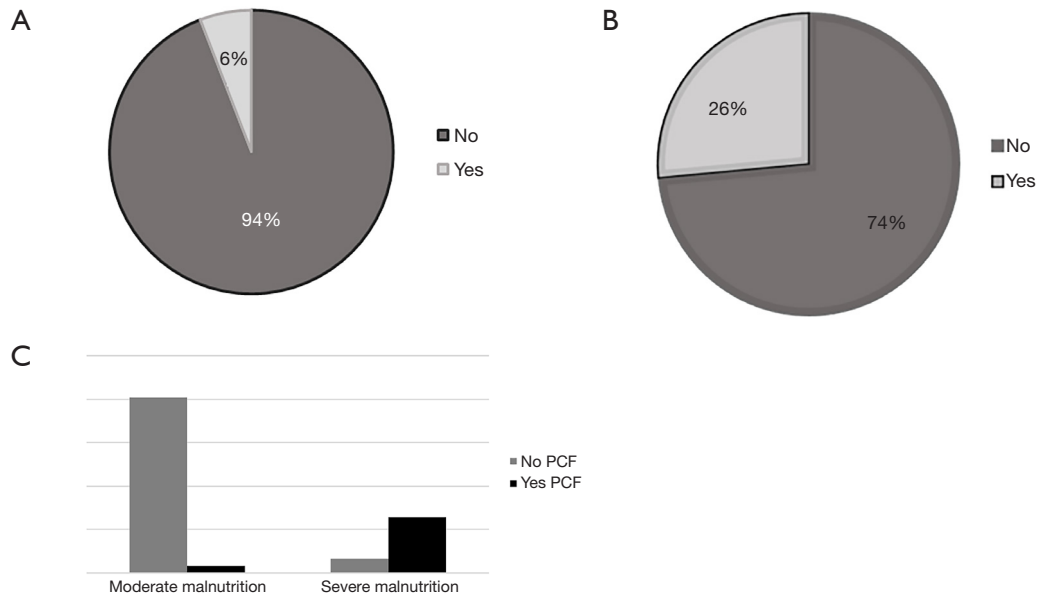 A
6%
94%
No
Yes
B
26%
74%
No
Yes
C
No PCF
Yes PCF
Moderate malnutrition
Severe malnutrition